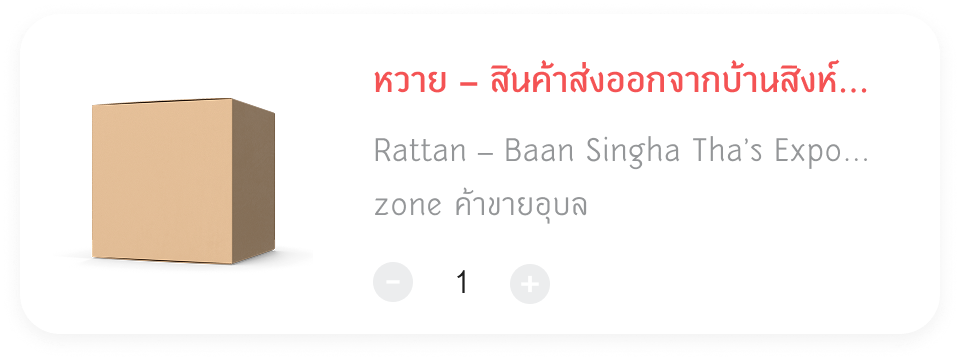 หวาย – สินค้าส่งออกจากบ้านสิงห์...
Rattan – Baan Singha Tha's Expo...
zone ค้าขายอุบล
- 1 +